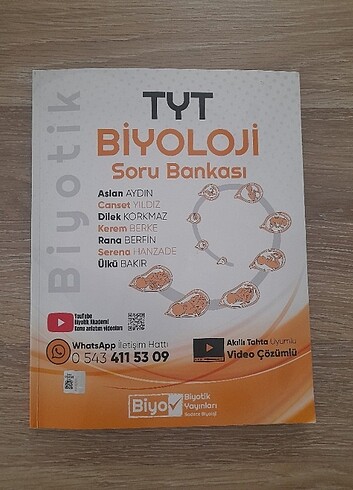 Biyotik
TYT
BİYOLOJİ
Soru Bankası
Aslan AYDIN
Canset YILDIZ
Dilek KORKMAZ
Kerem BERKE
Rana BERFİN
Serena HANZADE
Ülkü BAKIR
YouTube
Biyotik Akademi
konu anlatım videoları
WhatsApp İletişim Hattı
0 543 411 53 09
Akıllı Tahta Uyumlu
Video Çözümlü
Biyo
Biyotik
Yayınları
Sadece Biyoloji